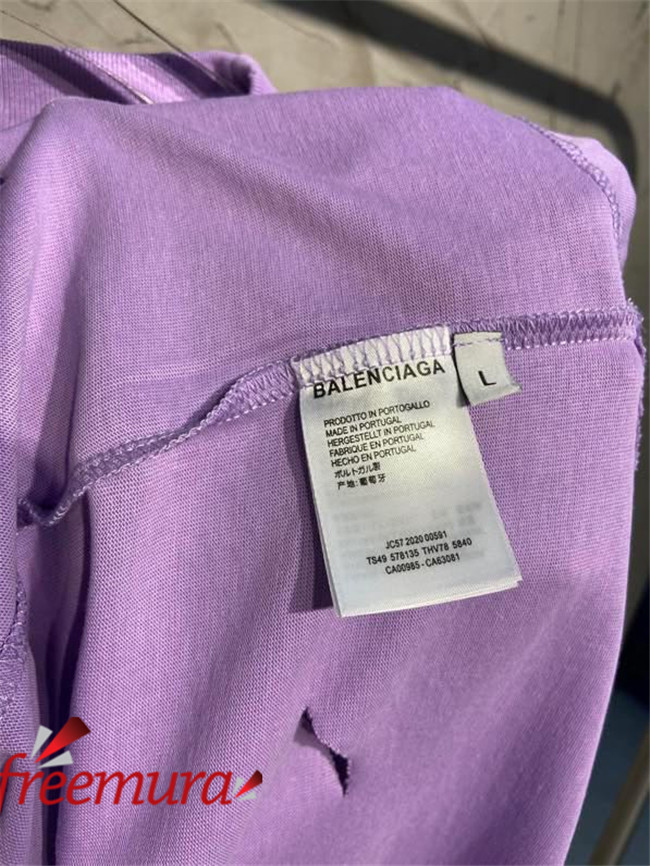 BALENCIAGA
L
PRODOTTO IN PORTOGALLO
MADE IN PORTUGAL
HERGESTELLT IN PORTUGAL
FABRIQUE EN PORTUGAL
HECHO EN PORTUGAL
ポルトガル製
产地:葡萄牙
JC57 2020 00591
TS49 578135 THV78 5840
CA00985 - CA63081
freemura